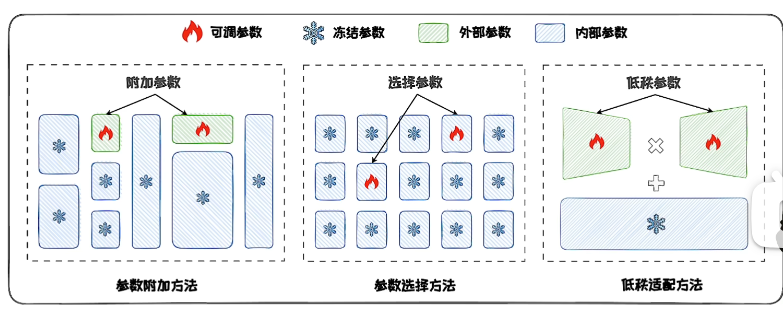 可调参数 冻结参数 外部参数 内部参数
附加参数 选择参数 低秩参数
参数附加方法 参数选择方法 低秩适配方法